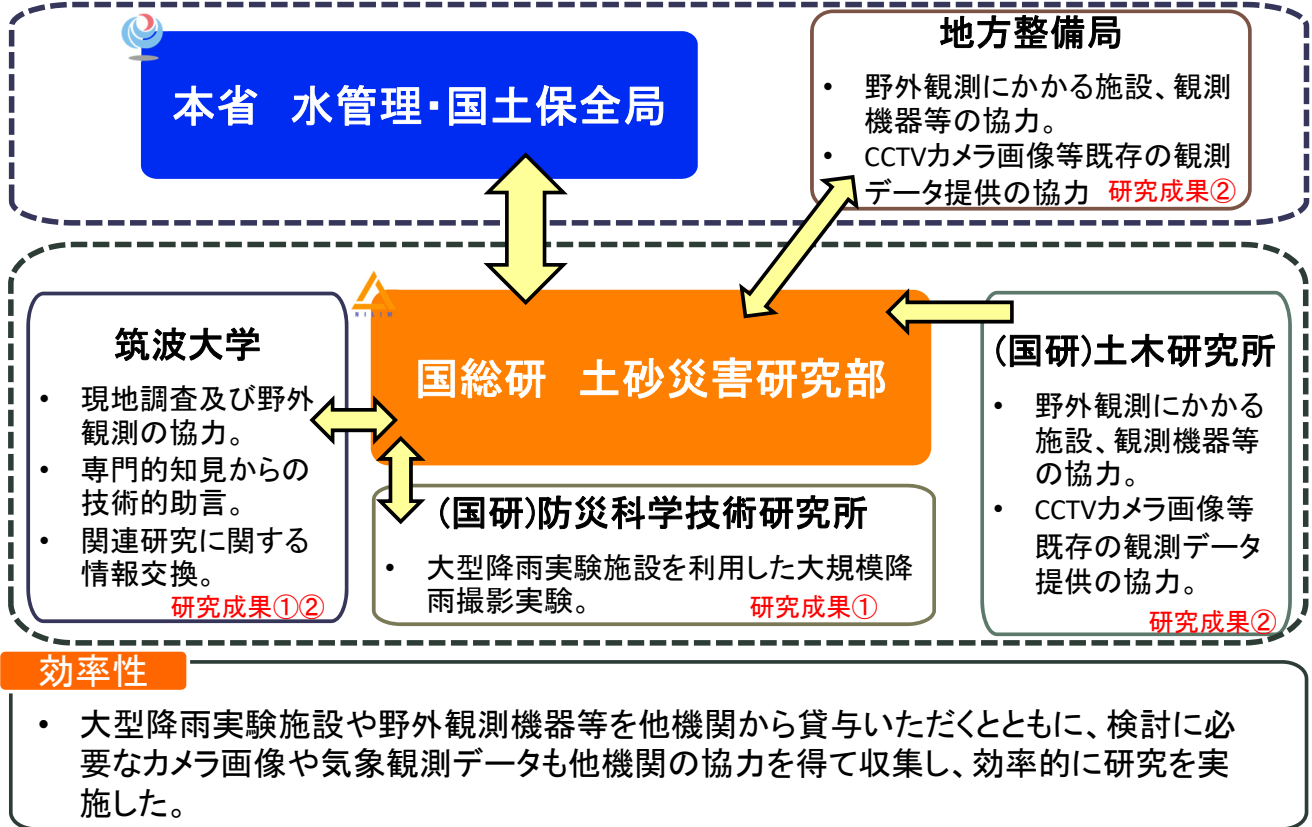 本省　水管理・国土保全局
地方整備局
• 野外観測にかかる施設、観測
機器等の協力。
• CCTVカメラ画像等既存の観測
データ提供の協力 研究成果②
筑波大学
• 現地調査及び野外
観測の協力。
• 専門的知見からの
技術的助言。
• 関連研究に関する
情報交換。
研究成果①②
NILIM
国総研　土砂災害研究部
(国研)防災科学技術研究所
• 大型降雨実験施設を利用した大規模降
雨撮影実験。 研究成果①
(国研)土木研究所
• 野外観測にかかる
施設、観測機器等
の協力。
• CCTVカメラ画像等
既存の観測データ
提供の協力。
研究成果②
効率性
• 大型降雨実験施設や野外観測機器等を他機関から貸与いただくとともに、検討に必
要なカメラ画像や気象観測データも他機関の協力を得て収集し、効率的に研究を実
施した。